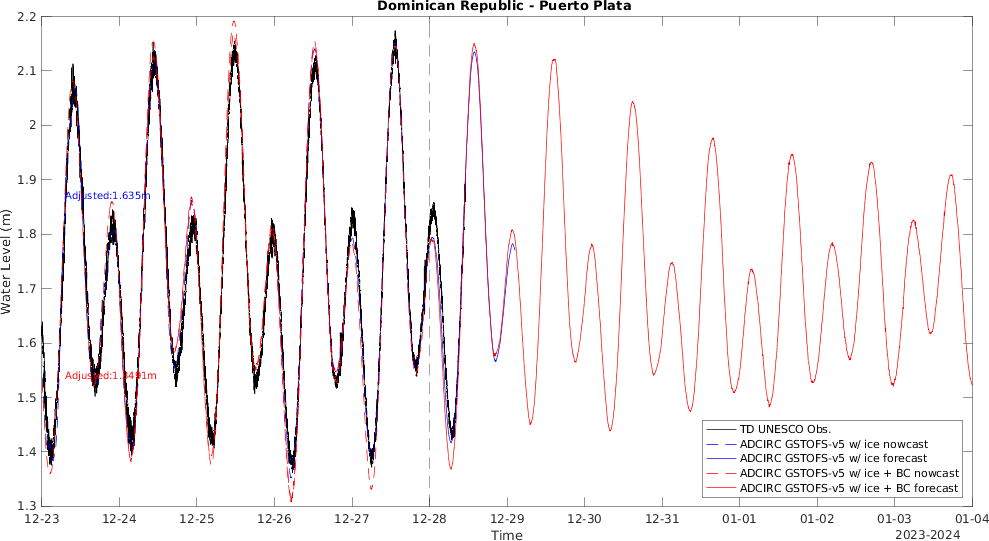 Dominican Republic - Puerto Plata
2.2
2.1
2
1.9
1.8
1.7
1.6
1.5
1.4
1.3
Water Level (m)
Adjusted:1.635m
TD UNESCO Obs.
ADCIRC GSTOFS-v5 w/ ice nowcast
ADCIRC GSTOFS-v5 w/ ice forecast
ADCIRC GSTOFS-v5 w/ ice + BC nowcast
ADCIRC GSTOFS-v5 w/ ice + BC forecast
12-23 12-24 12-25 12-26 12-27 12-28 12-29 12-30 12-31 01-01 01-02 01-03 01-04
Time
2023-2024